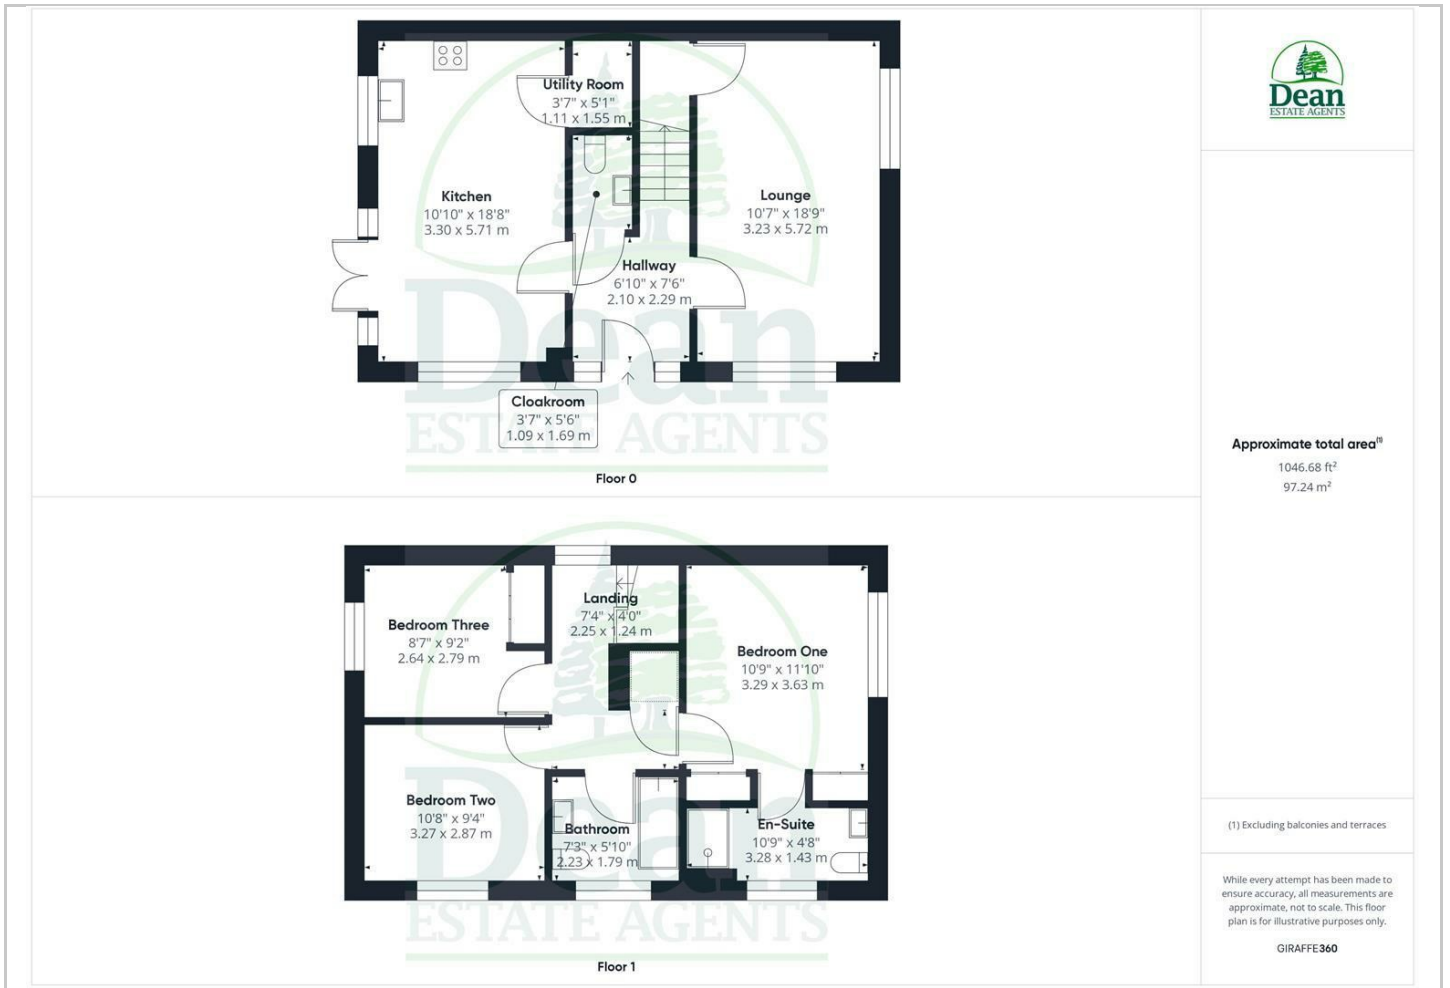 Utility Room
3'7" x 5'1"
1.11 x 1.55 m
Kitchen
10'10" x 18'8"
3.30 x 5.71 m
Lounge
10'7" x 18'9"
3.23 x 5.72 m
Hallway
6'10" x 7'6"
2.10 x 2.29 m
Cloakroom
3'7" x 5'6"
1.09 x 1.69 m
Dean
ESTATE AGENTS
Floor 0
Landing
7'4" x 4'0"
2.25 x 1.24 m
Bedroom Three
8'7" x 9'2"
2.64 x 2.79 m
Bedroom One
10'9" x 11'10"
3.29 x 3.63 m
Bedroom Two
10'8" x 9'4"
3.27 x 2.87 m
Bathroom
7'3" x 5'10"
2.23 x 1.79 m
En-Suite
10'9" x 4'8"
3.28 x 1.43 m
Dean
ESTATE AGENTS
Floor 1
Dean
ESTATE AGENTS
Approximate total area(1)
1046.68 ft²
97.24 m²
(1) Excluding balconies and terraces
While every attempt has been made to
ensure accuracy, all measurements are
approximate, not to scale. This floor
plan is for illustrative purposes only.
GIRAFFE360